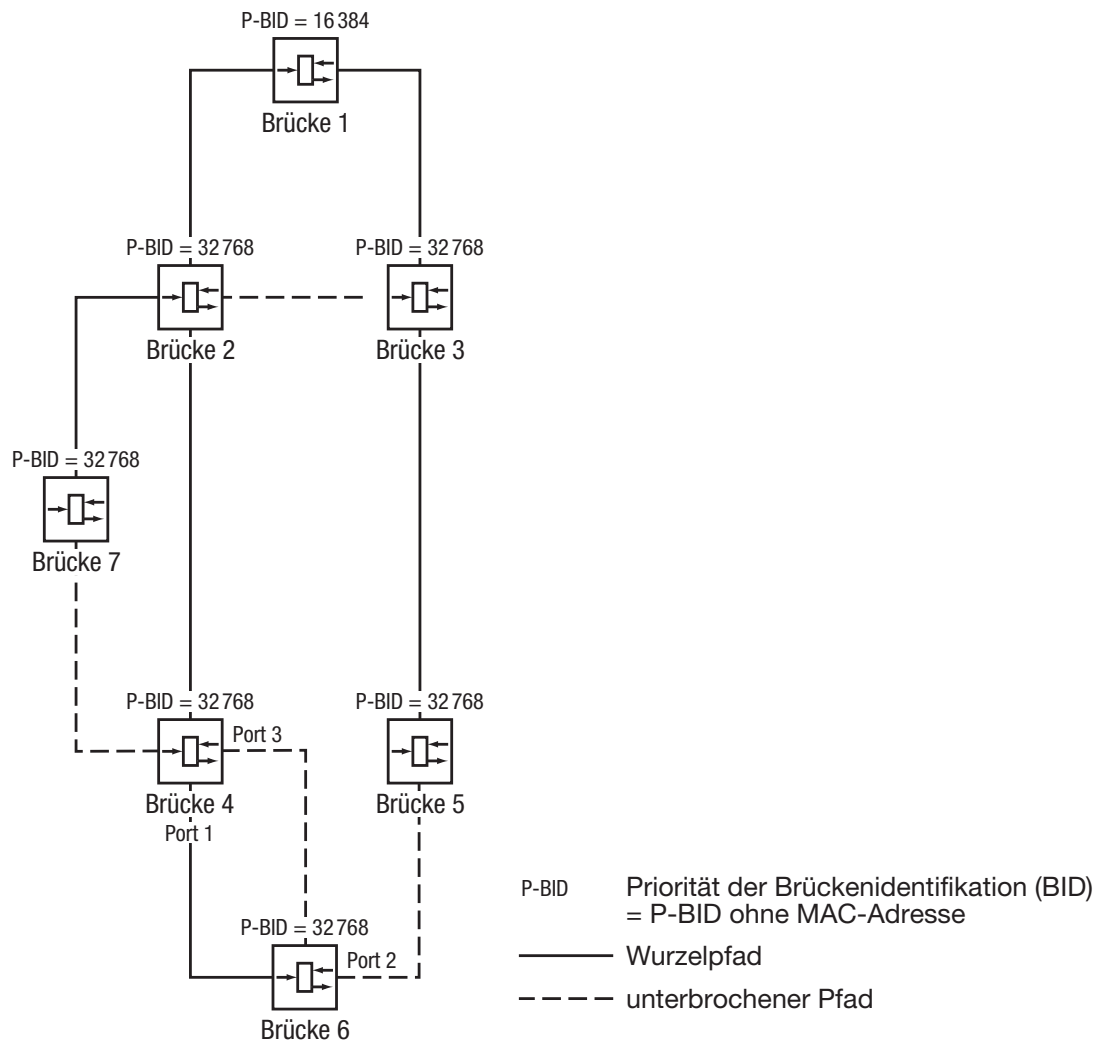 P-BID = 16 384
Brücke 1
P-BID = 32 768
P-BID = 32 768
Brücke 2
Brücke 3
P-BID = 32 768
Brücke 7
P-BID = 32 768
P-BID = 32 768
Port 3
Brücke 4
Brücke 5
Port 1
P-BID = 32 768
Port 2
Brücke 6
P-BID Priorität der Brückenidentifikation (BID)
= P-BID ohne MAC-Adresse
Wurzelpfad
unterbrochener Pfad